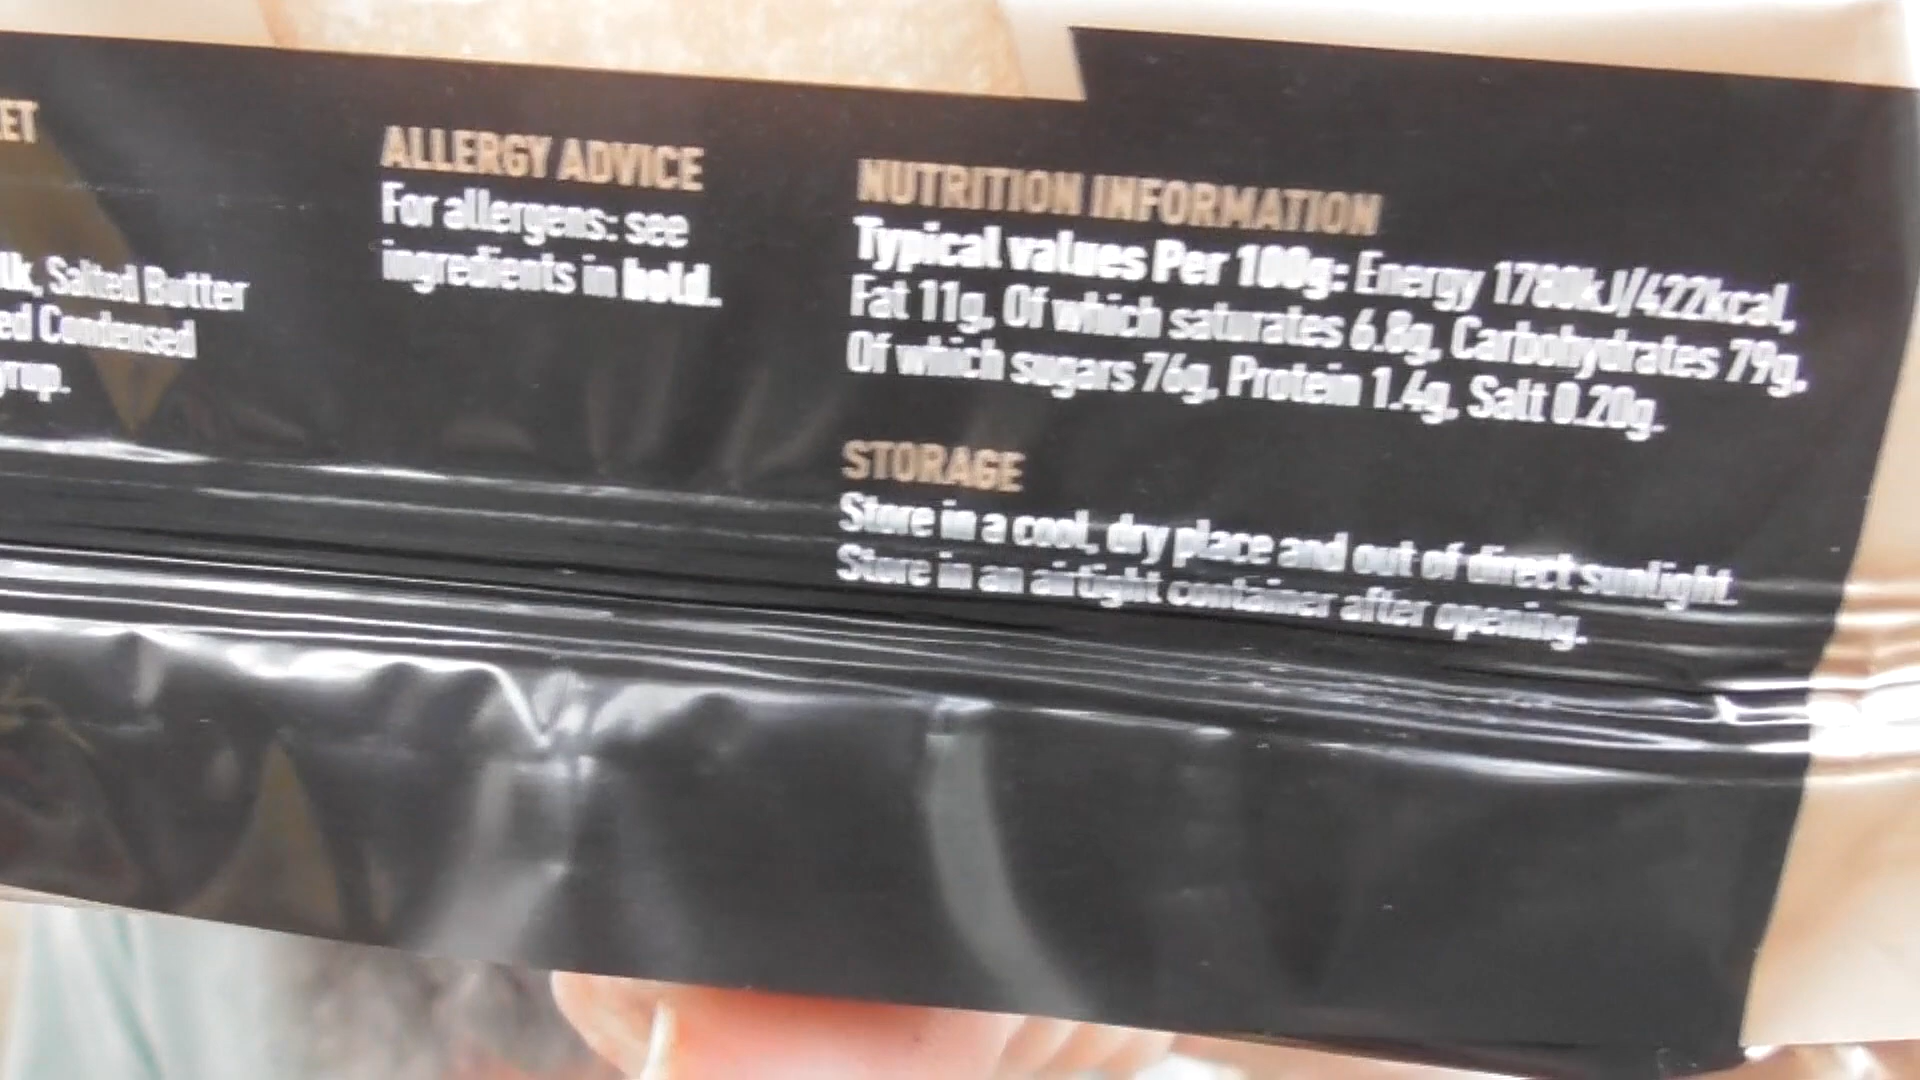 ALLERGY ADVICE
For allergens: see
ingredients in bold.
Salted Butter
Condensed
NUTRITION INFORMATION
Typical values Per 100g: Energy 1780kJ/422kcal,
Fat 11g, Of which saturates 6.8g, Carbohydrates 79g,
Of which sugars 76g, Protein 1.4g, Salt 0.20g.
STORAGE
Store in a cool, dry place and out of direct sunlight.
Store in an airtight container after opening.